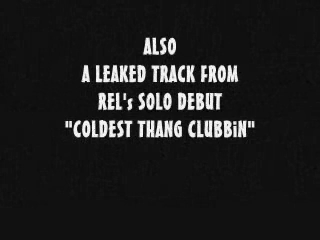 ALSO
A LEAKED TRACK FROM
REL's SOLO DEBUT
"COLDEST THANG CLUBBiN"